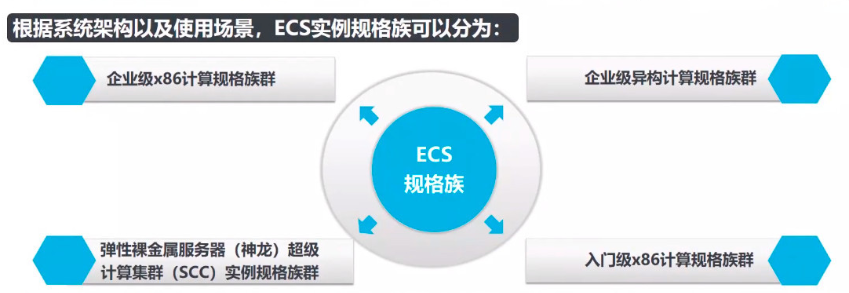 根据系统架构以及使用场景，ECS实例规格族可以分为：
企业级x86计算规格族群
企业级异构计算规格族群
ECS
规格族
弹性裸金属服务器（神龙）超级
计算集群（SCC）实例规格族群
入门级x86计算规格族群